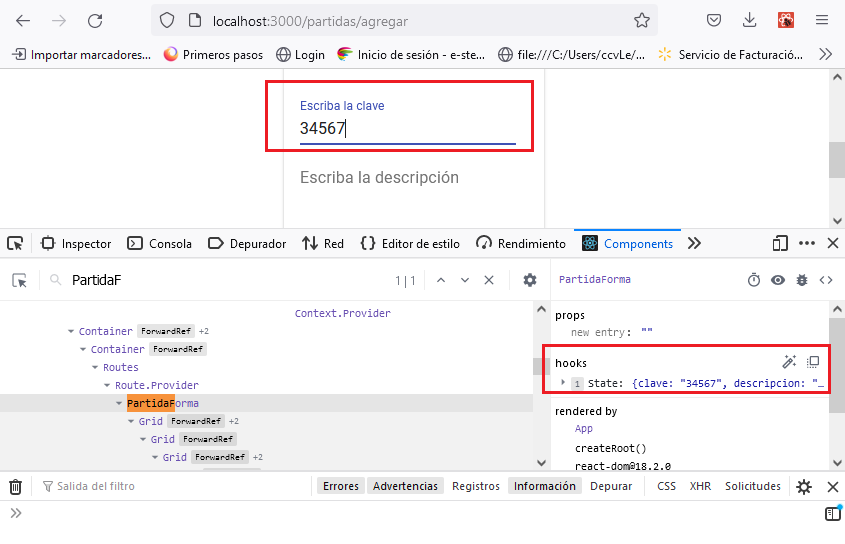 localhost:3000/partidas/agregar
Importar marcadores... Primeros pasos Login Inicio de sesión - e-ste... file:///C:/Users/ccvLe/... Servicio de Facturació...
Escriba la clave
34567
Escriba la descripción
Inspector Consola Depurador Red Editor de estilo Rendimiento Components
PartidaF 1 | 1 PartidaForma
Context.Provider
Container ForwardRef +2
Container ForwardRef
Routes
Route.Provider
PartidaForma
Grid ForwardRef +2
Grid ForwardRef
Grid ForwardRef +2
props
new entry: ""
hooks
1 State: {clave: "34567", descripcion: "…
rendered by
App
createRoot()
react-dom@18.2.0
Salida del filtro Errores Advertencias Registros Información Depurar CSS XHR Solicitudes